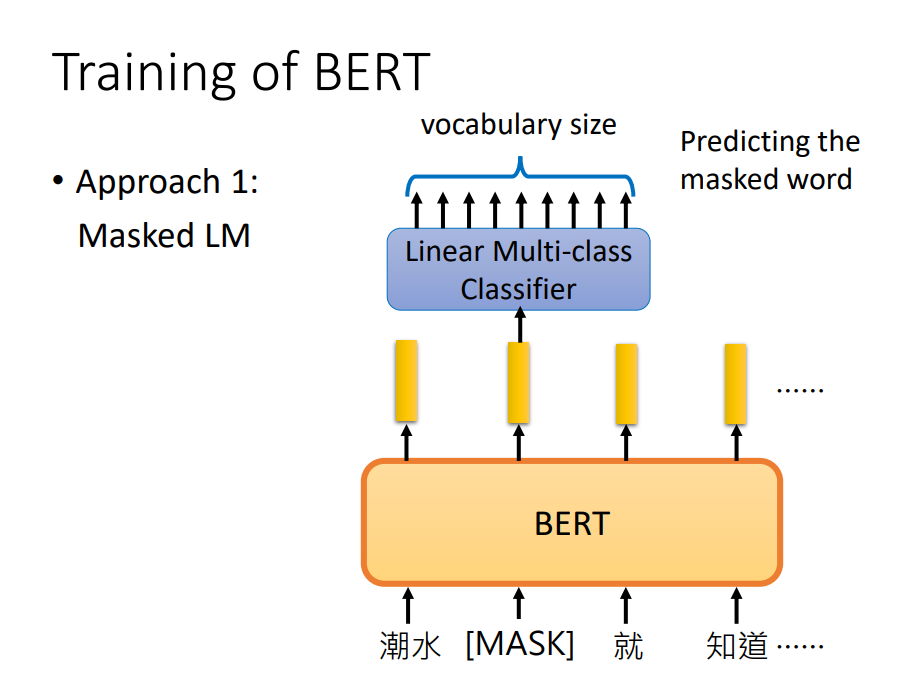 Training of BERT
• Approach 1:
Masked LM
vocabulary size
Predicting the
masked word
Linear Multi-class
Classifier
……
BERT
潮水 [MASK] 就 知道 ……